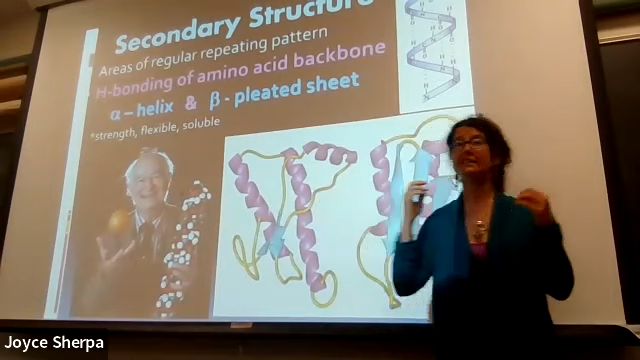 Secondary Structure
Areas of regular repeating pattern
H-bonding of amino acid backbone
α – helix & β - pleated sheet
*strength, flexible, soluble
Joyce Sherpa